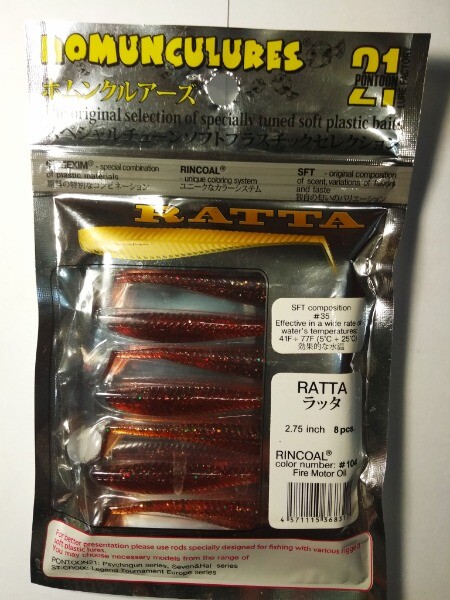 HOMUNCULURES
ホムンクルアーズ
21
PONTOON
The original selection of specially tuned soft plastic baits
スペシャルチューンソフトプラスチックセレクション
- special combination
of plastic materials
RINCOAL®
- unique coloring system
ユニークなカラーシステム
SFT - original composition
of scent, variations of flavors
and taste
RATTA
SFT composition
#35
Effective in a wide rate of
water's temperatures:
41F ÷ 77F (5°C ÷ 25°C)
効果的な水温
RATTA
ラッタ
2.75 inch 8 pcs.
RINCOAL®
color number: #104
Fire Motor Oil
For better presentation please use rods specially designed for fishing with various rigged
soft plastic lures.
You may choose necessary models from the range of
PONTOON21: Psychogun series, Seven&Half series
Legend Tournament Europe series